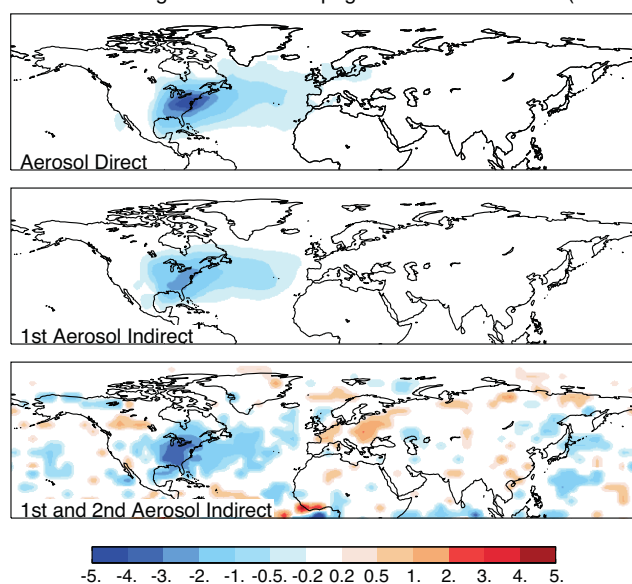 Aerosol Direct
1st Aerosol Indirect
1st and 2nd Aerosol Indirect
-5. -4. -3. -2. -1. -0.5. -0.2 0.2 0.5 1. 2. 3. 4. 5.